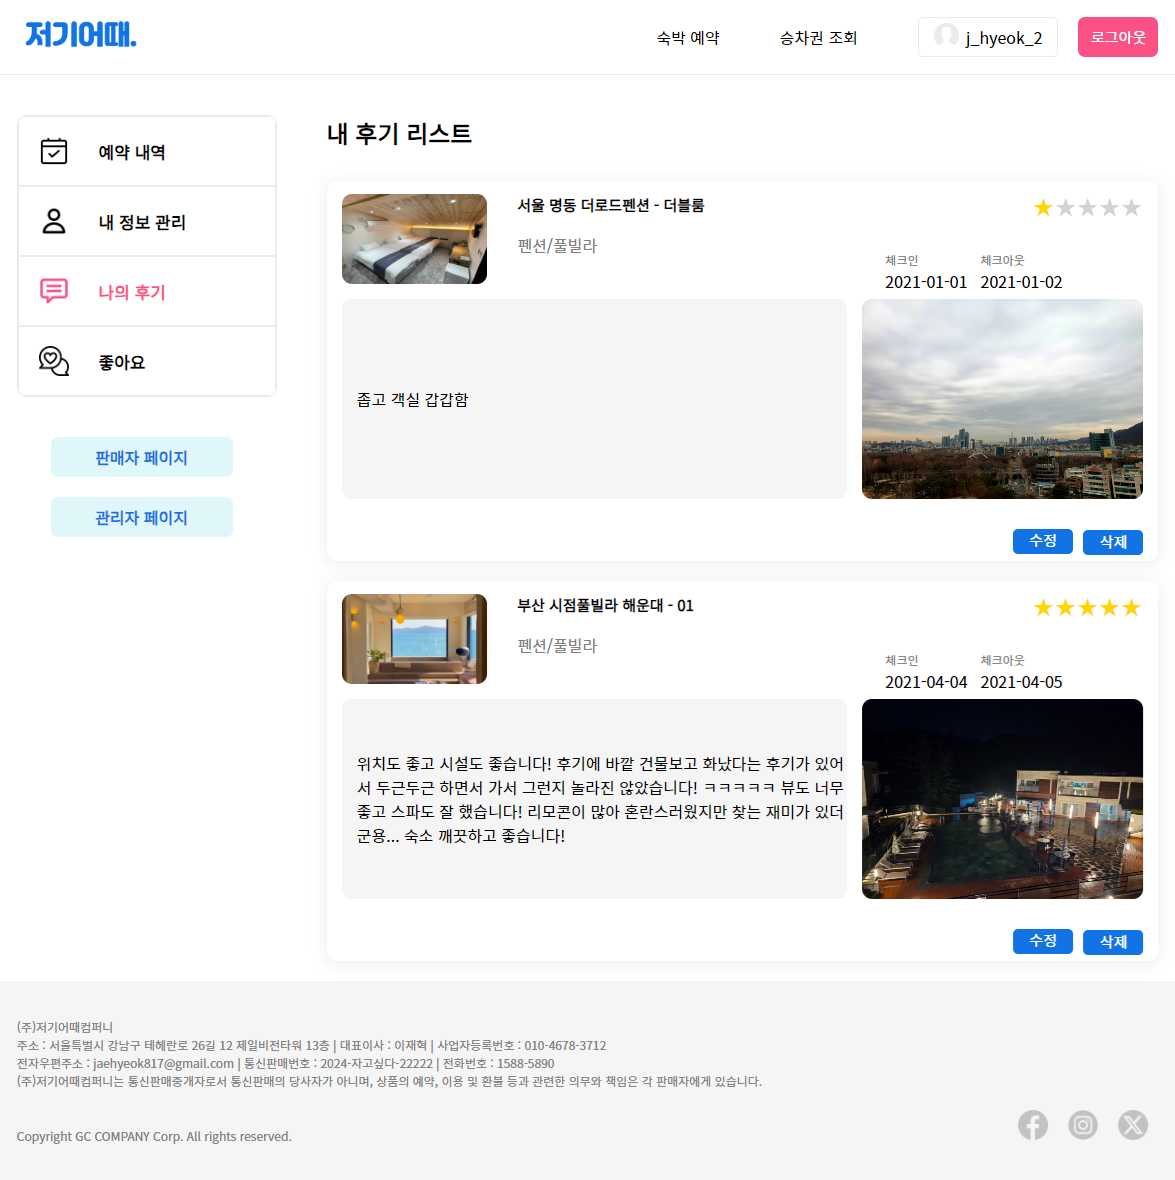 저기어때.
숙박 예약
승차권 조회
j_hyeok_2
로그아웃
예약 내역
내 정보 관리
나의 후기
좋아요
판매자 페이지
관리자 페이지
내 후기 리스트
서울 명동 더로드펜션 - 더블룸
펜션/풀빌라
체크인
체크아웃
2021-01-01
2021-01-02
좁고 객실 갑갑함
수정
삭제
부산 시점풀빌라 해운대 - 01
펜션/풀빌라
체크인
체크아웃
2021-04-04
2021-04-05
위치도 좋고 시설도 좋습니다! 후기에 바깥 건물보고 화났다는 후기가 있어
서 두근두근 하면서 가서 그런지 놀라진 않았습니다! ㅋㅋㅋㅋㅋ 뷰도 너무
좋고 스파도 잘 했습니다! 리모콘이 많아 혼란스러웠지만 찾는 재미가 있더
군용... 숙소 깨끗하고 좋습니다!
수정
삭제
(주)저기어때컴퍼니
주소 : 서울특별시 강남구 테헤란로 26길 12 제일비전타워 13층 | 대표이사 : 이재혁 | 사업자등록번호 : 010-4678-3712
전자우편주소 : jaehyeok817@gmail.com | 통신판매번호 : 2024-자고싶다-22222 | 전화번호 : 1588-5890
(주)저기어때컴퍼니는 통신판매중개자로서 통신판매의 당사자가 아니며, 상품의 예약, 이용 및 환불 등과 관련한 의무와 책임은 각 판매자에게 있습니다.
Copyright GC COMPANY Corp. All rights reserved.